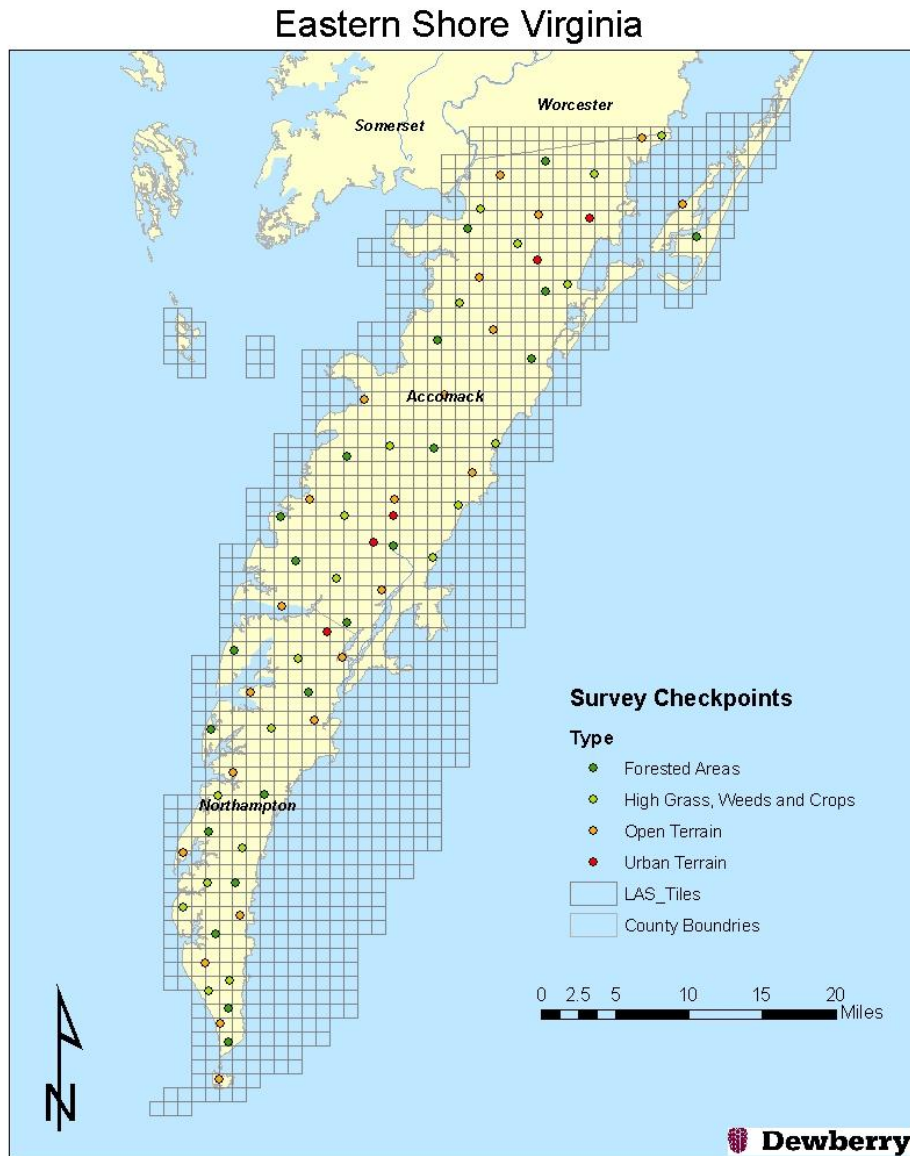 Eastern Shore Virginia
Worcester
Somerset
Accomack
Northampton
Survey Checkpoints
Type
Forested Areas
High Grass, Weeds and Crops
Open Terrain
Urban Terrain
LAS_Tiles
County Boundries
0 2.5 5 10 15 20
Miles
N
Dewberry